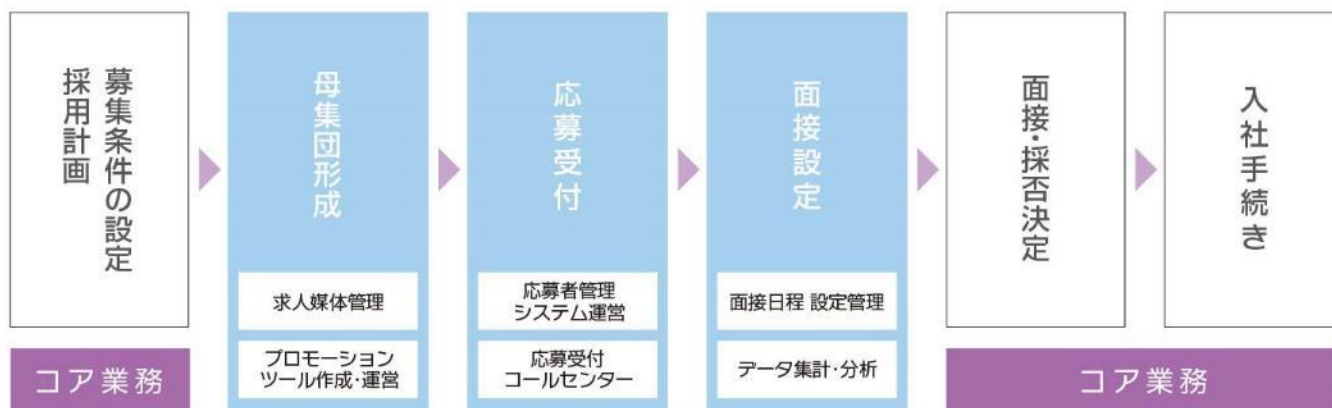 募集条件の設定
採用計画
母集団形成
求人媒体管理
プロモーション
ツール作成・運営
応募受付
応募者管理
システム運営
応募受付
コールセンター
面接設定
面接日程 設定管理
データ集計・分析
面接・採否決定
入社手続き
コア業務
コア業務